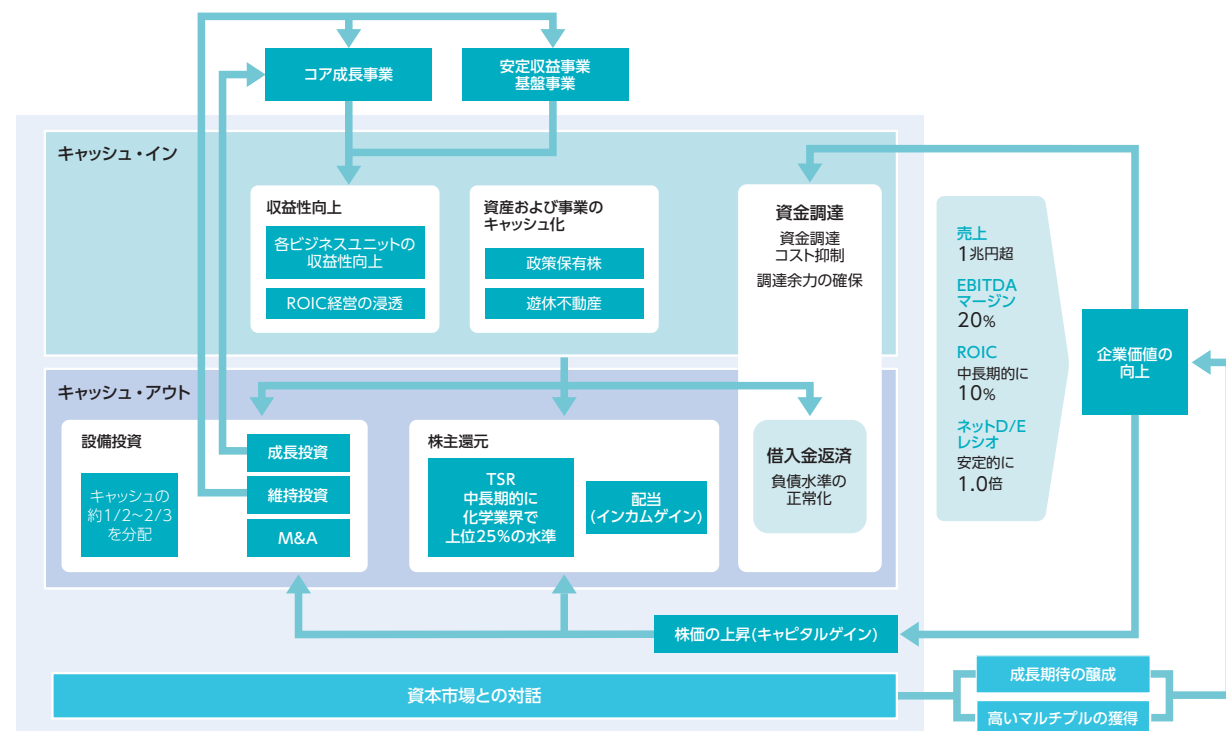 コア成長事業
安定収益事業
基盤事業
キャッシュ・イン
収益性向上
各ビジネスユニットの
収益性向上
ROIC経営の浸透
資産および事業の
キャッシュ化
政策保有株
遊休不動産
資金調達
資金調達
コスト抑制
調達余力の確保
売上
1兆円超
EBITDA
マージン
20%
ROIC
中長期的に
10%
ネットD/E
レシオ
安定的に
1.0倍
企業価値の
向上
キャッシュ・アウト
設備投資
キャッシュの
約1/2~2/3
を分配
成長投資
維持投資
M&A
株主還元
TSR
中長期的に
化学業界で
上位25%の水準
配当
(インカムゲイン)
借入金返済
負債水準の
正常化
株価の上昇(キャピタルゲイン)
資本市場との対話
成長期待の醸成
高いマルチプルの獲得